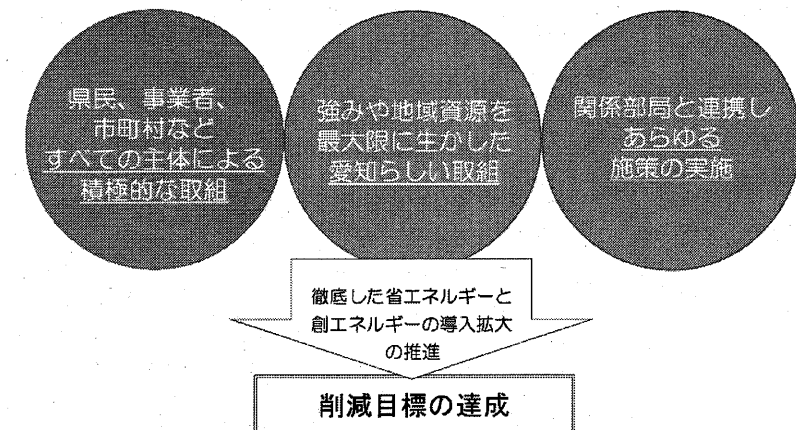 県民、事業者、
市町村など
すべての主体による
積極的な取組
強みや地域資源を
最大限に生かした
愛知らしい取組
関係部局と連携し
あらゆる
施策の実施
徹底した省エネルギーと
創エネルギーの導入拡大
の推進
削減目標の達成